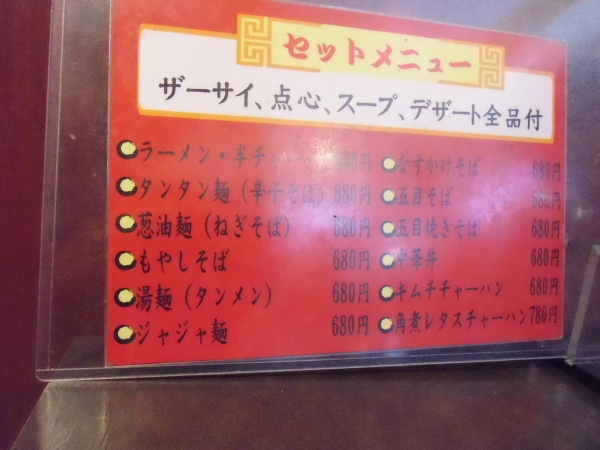 セットメニュー
ザーサイ、点心、スープ、デザート全品付
ラーメン・半チャ 680円
タンタン麺（辛子そば）680円
葱油麺（ねぎそば） 680円
もやしそば 680円
湯麺（タンメン） 680円
ジャジャ麺 680円
なすかけそば 680円
五目そば 680円
五目焼きそば 680円
中華丼 680円
キムチチャーハン 680円
角煮レタスチャーハン 780円